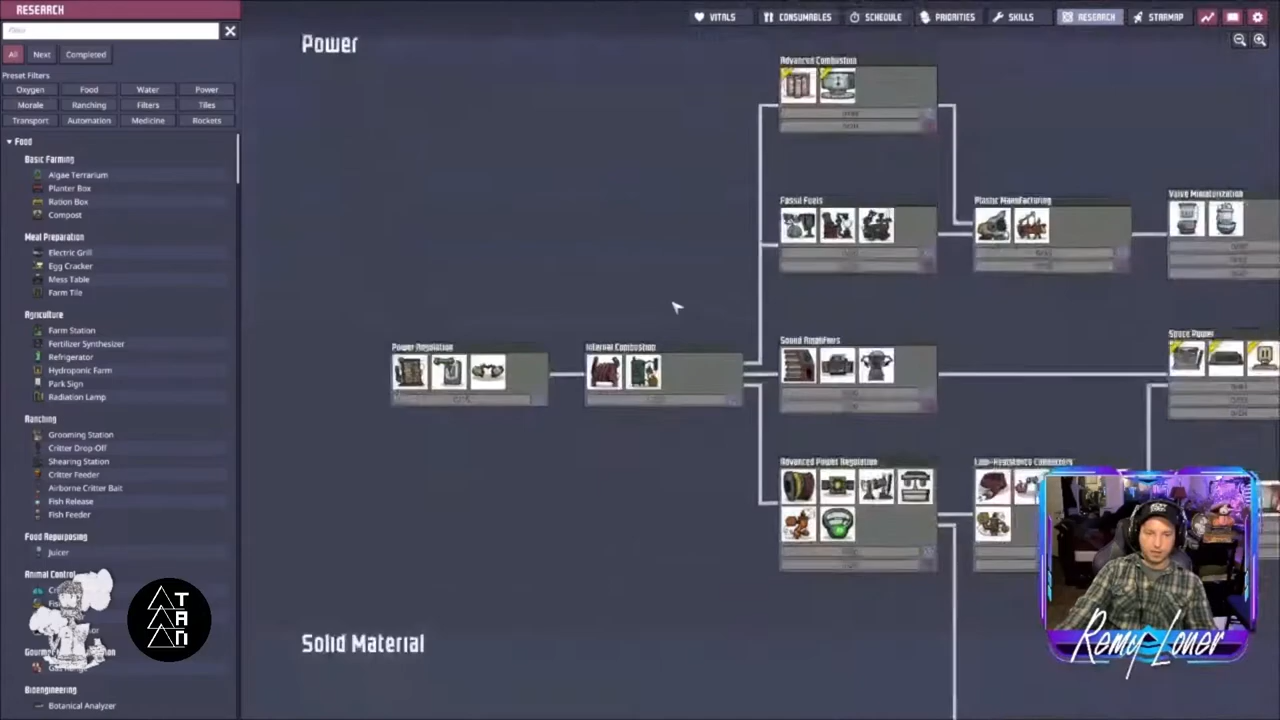 RESEARCH
VITALS
CONSUMABLES
SCHEDULE
PRIORITIES
SKILLS
RESEARCH
STARMAP
All
Next
Completed
Preset Filters
Oxygen
Food
Water
Power
Morale
Ranching
Filters
Tiles
Transport
Automation
Medicine
Rockets
Food
Basic Farming
Algae Terrarium
Planter Box
Ration Box
Compost
Meal Preparation
Electric Grill
Egg Cracker
Mess Table
Farm Tile
Agriculture
Farm Station
Fertilizer Synthesizer
Refrigerator
Hydroponic Farm
Park Sign
Radiation Lamp
Ranching
Grooming Station
Critter Drop-Off
Shearing Station
Critter Feeder
Airborne Critter Bait
Fish Release
Fish Feeder
Food Repurposing
Juicer
Animal Control
Bioengineering
Botanical Analyzer
Power
Advanced Combustion
Fossil Fuels
Plastic Manufacturing
Valve Miniaturization
Power Regulation
Internal Combustion
Sound Amplifiers
Space Power
Advanced Power Regulation
Low-Resistance Conductors
Solid Material
TAN
Remy Loner